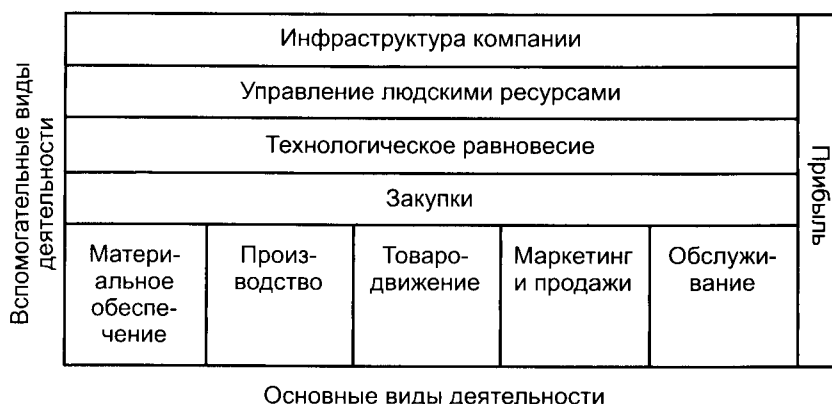 Вспомогательные виды
деятельности
Инфраструктура компании
Управление людскими ресурсами
Технологическое равновесие
Закупки
Матери-
альное
обеспе-
чение
Произ-
водство
Товаро-
движение
Маркетинг
и продажи
Обслужи-
вание
Прибыль
Основные виды деятельности